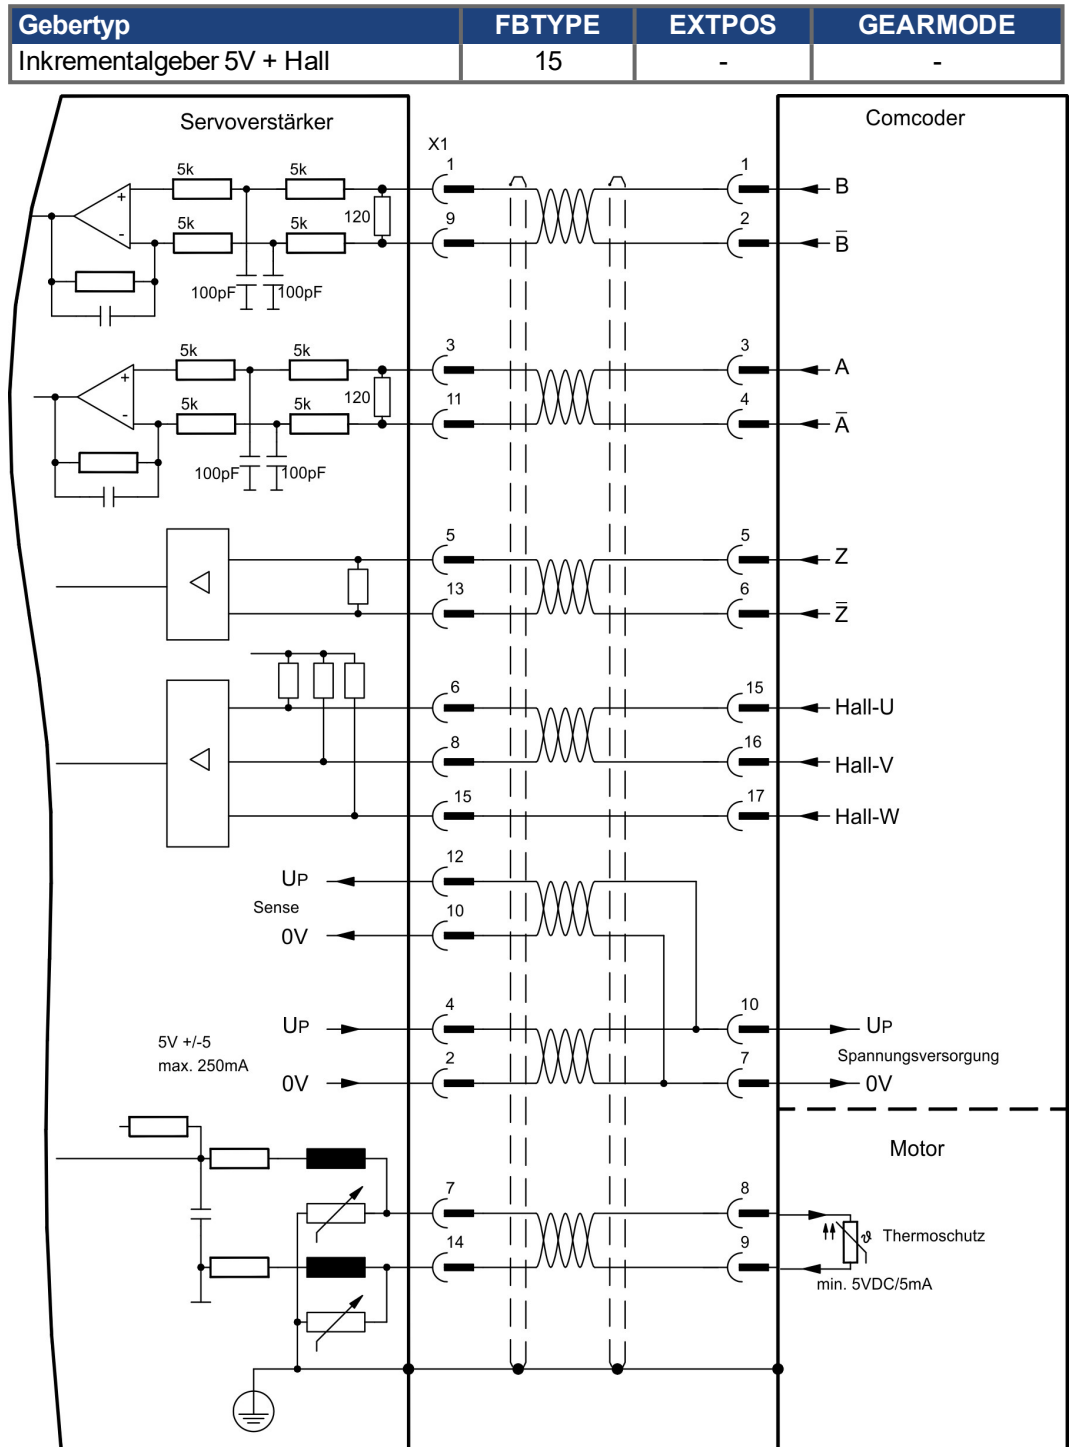 Gebertyp FBTYPE EXTPOS GEARMODE
Inkrementalgeber 5V + Hall 15 - -
Servoverstärker
Comcoder
X1
5k 5k 1 1 B
+
120
5k 5k 9 2 B̅
-
100pF 100pF
5k 5k 3 3 A
+
120
5k 5k 11 4 A̅
-
100pF 100pF
5 5 Z
13 6 Z̅
6 15 Hall-U
8 16 Hall-V
15 17 Hall-W
UP 12
Sense
0V 10
UP 4 10 UP
5V +/-5
max. 250mA
Spannungsversorgung
0V 2 7 0V
Motor
7 8
ϑ Thermoschutz
14 9
min. 5VDC/5mA